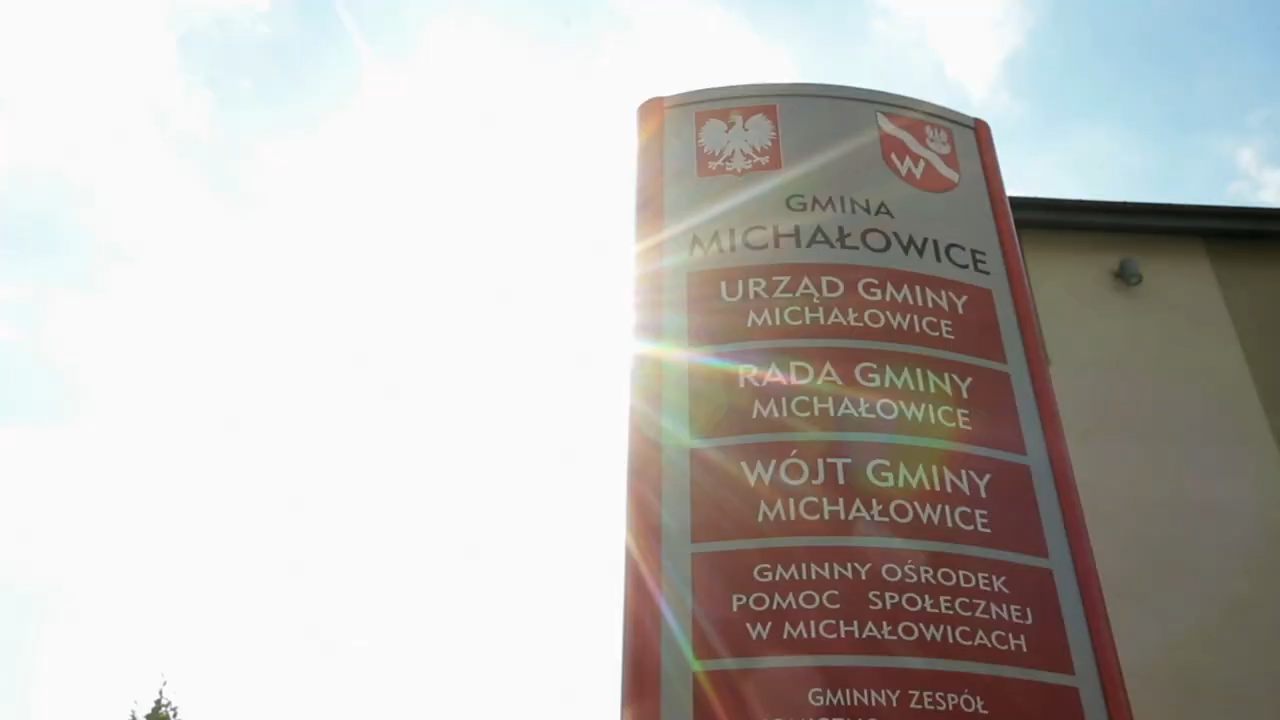 W
GMINA
MICHAŁOWICE
URZĄD GMINY
MICHAŁOWICE
RADA GMINY
MICHAŁOWICE
WÓJT GMINY
MICHAŁOWICE
GMINNY OŚRODEK
POMOC SPOŁECZNEJ
W MICHAŁOWICACH
GMINNY ZESPÓŁ